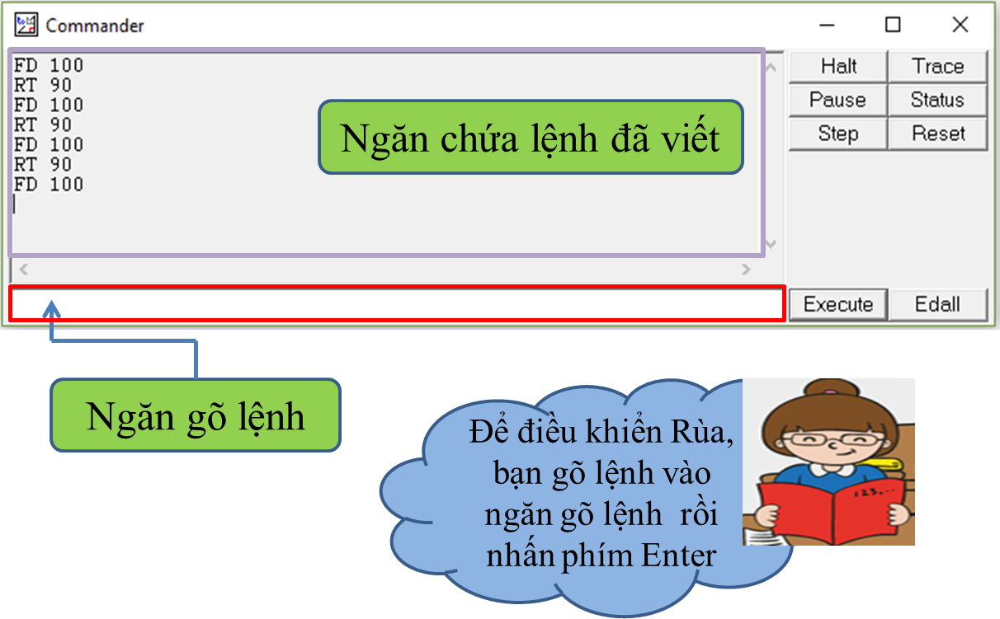 Commander
FD 100
RT 90
FD 100
RT 90
FD 100
RT 90
FD 100
Ngăn chứa lệnh đã viết
Halt Trace
Pause Status
Step Reset
Execute Edall
Ngăn gõ lệnh
Để điều khiển Rùa,
bạn gõ lệnh vào
ngăn gõ lệnh rồi
nhấn phím Enter
123...